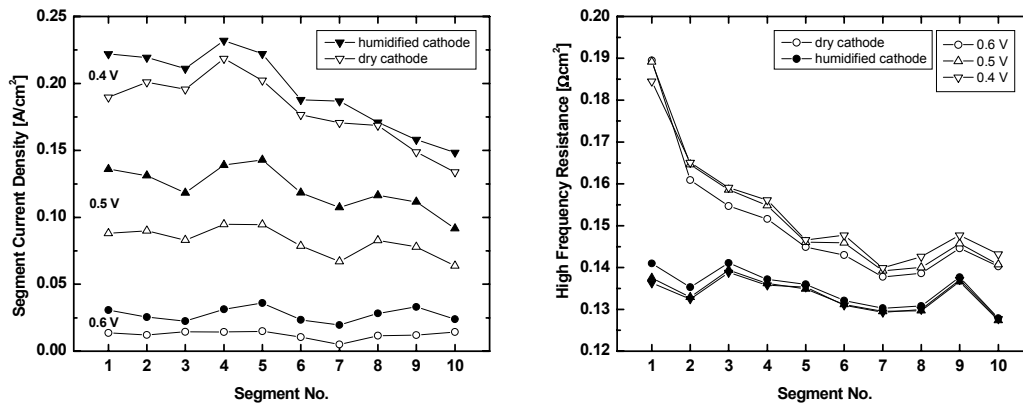 Segment Current Density [A/cm²]
0.25
0.20
0.15
0.10
0.05
0.00
humidified cathode
dry cathode
0.4 V
0.5 V
0.6 V
1 2 3 4 5 6 7 8 9 10
Segment No.
High Frequency Resistance [Ωcm²]
0.20
0.19
0.18
0.17
0.16
0.15
0.14
0.13
0.12
dry cathode
humidified cathode
0.6 V
0.5 V
0.4 V
1 2 3 4 5 6 7 8 9 10
Segment No.